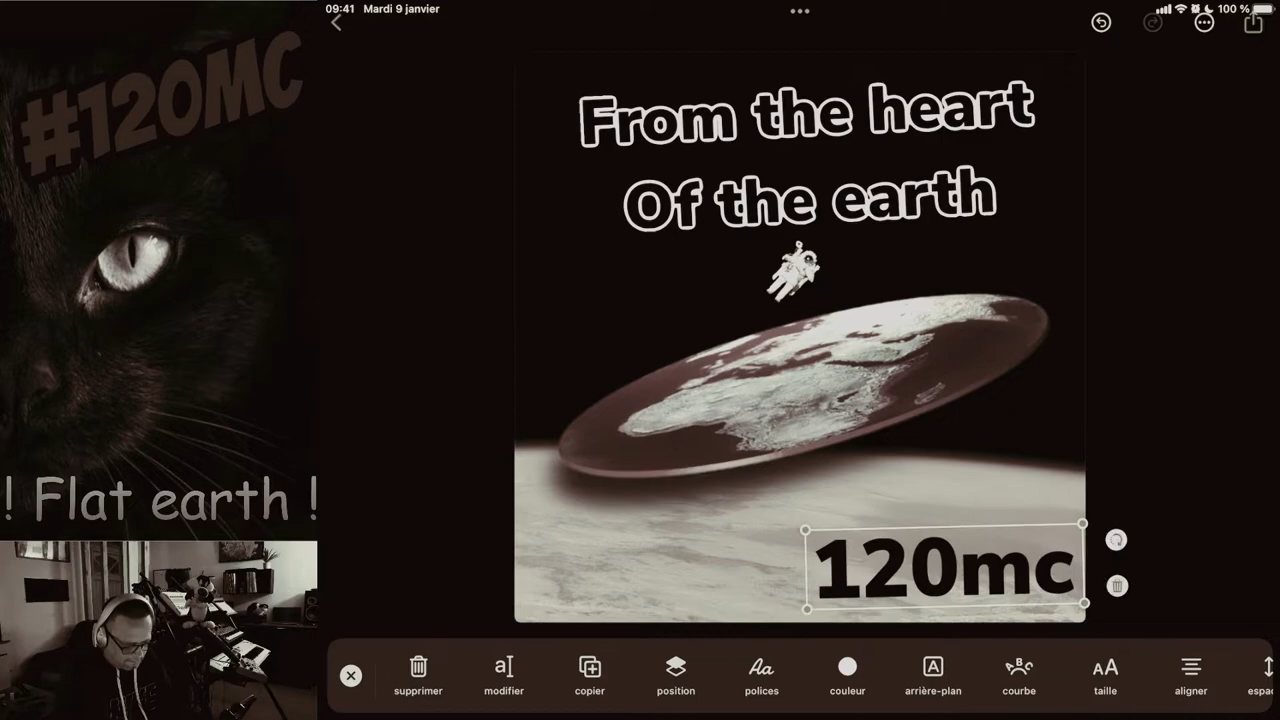 09:41 Mardi 9 janvier
100 %
#120MC
From the heart
Of the earth
! Flat earth !
120mc
supprimer
modifier
copier
position
polices
couleur
arrière-plan
courbe
taille
aligner
espac